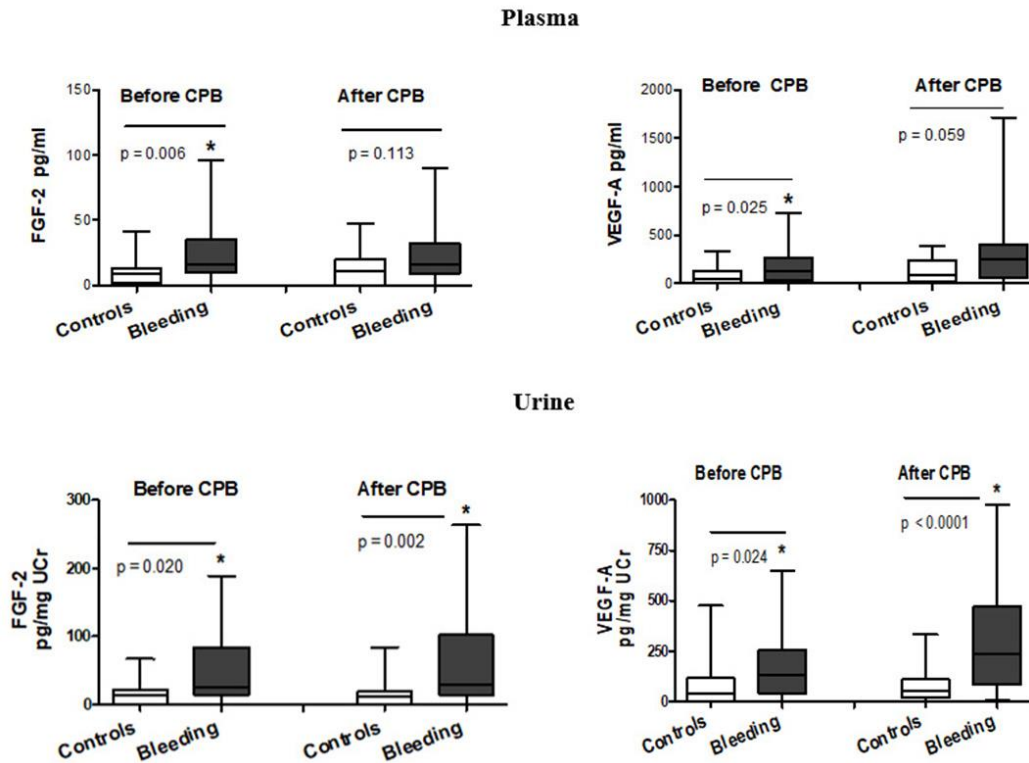 Plasma
FGF-2 pg/ml
150
100
50
0
Before CPB
After CPB
p = 0.006
*
p = 0.113
Controls
Bleeding
Controls
Bleeding
VEGF-A pg/ml
2000
1500
1000
500
0
Before CPB
After CPB
p = 0.025
*
p = 0.059
Controls
Bleeding
Controls
Bleeding
Urine
FGF-2
pg/mg UCr
300
200
100
0
Before CPB
After CPB
p = 0.020
*
p = 0.002
*
Controls
Bleeding
Controls
Bleeding
VEGF-A
pg/mg UCr
1000
750
500
250
0
Before CPB
After CPB
p = 0.024
*
p <0.0001
*
Controls
Bleeding
Controls
Bleeding